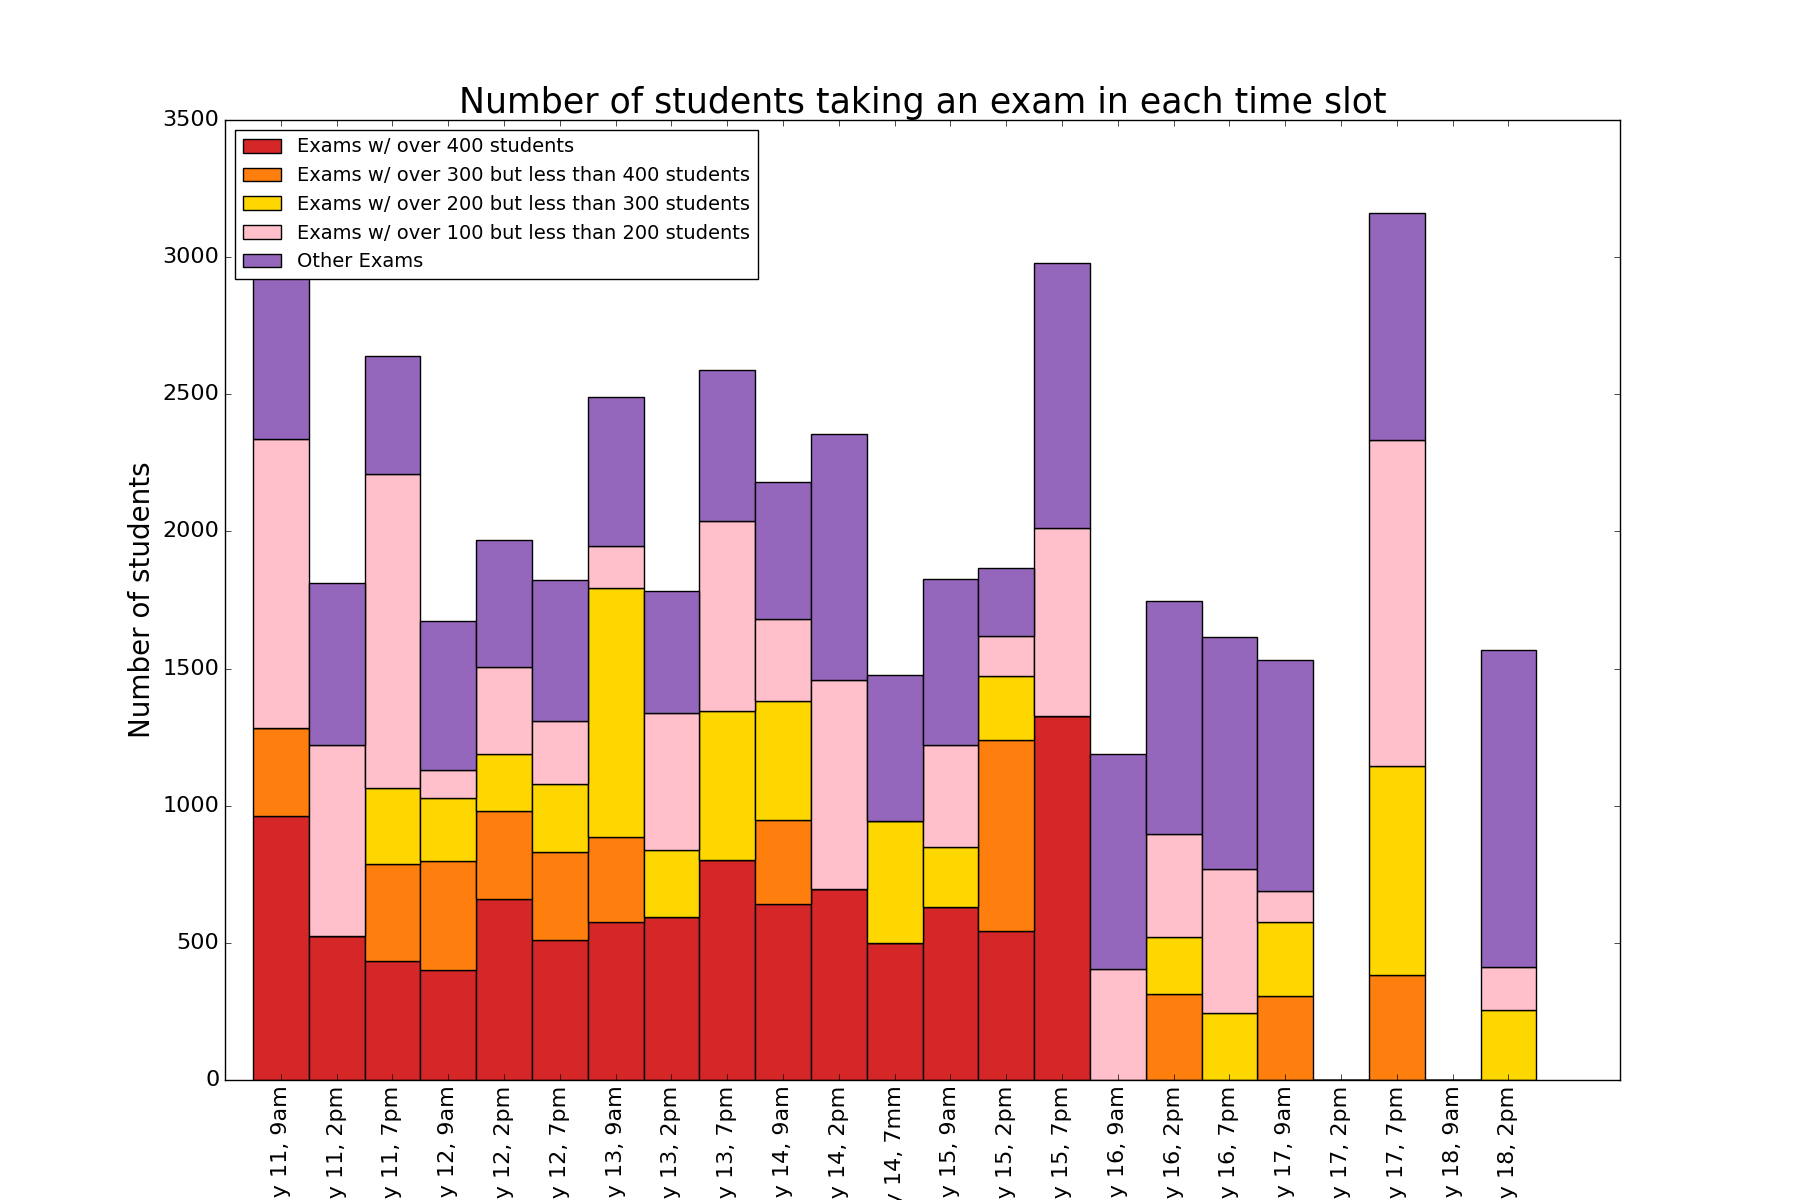 Number of students taking an exam in each time slot
3500
3000
2500
2000
1500
1000
500
0
Number of students
Exams w/ over 400 students
Exams w/ over 300 but less than 400 students
Exams w/ over 200 but less than 300 students
Exams w/ over 100 but less than 200 students
Other Exams
y 11, 9am
y 11, 2pm
y 11, 7pm
y 12, 9am
y 12, 2pm
y 12, 7pm
y 13, 9am
y 13, 2pm
y 13, 7pm
y 14, 9am
y 14, 2pm
y 14, 7mm
y 15, 9am
y 15, 2pm
y 15, 7pm
y 16, 9am
y 16, 2pm
y 16, 7pm
y 17, 9am
y 17, 2pm
y 17, 7pm
y 18, 9am
y 18, 2pm